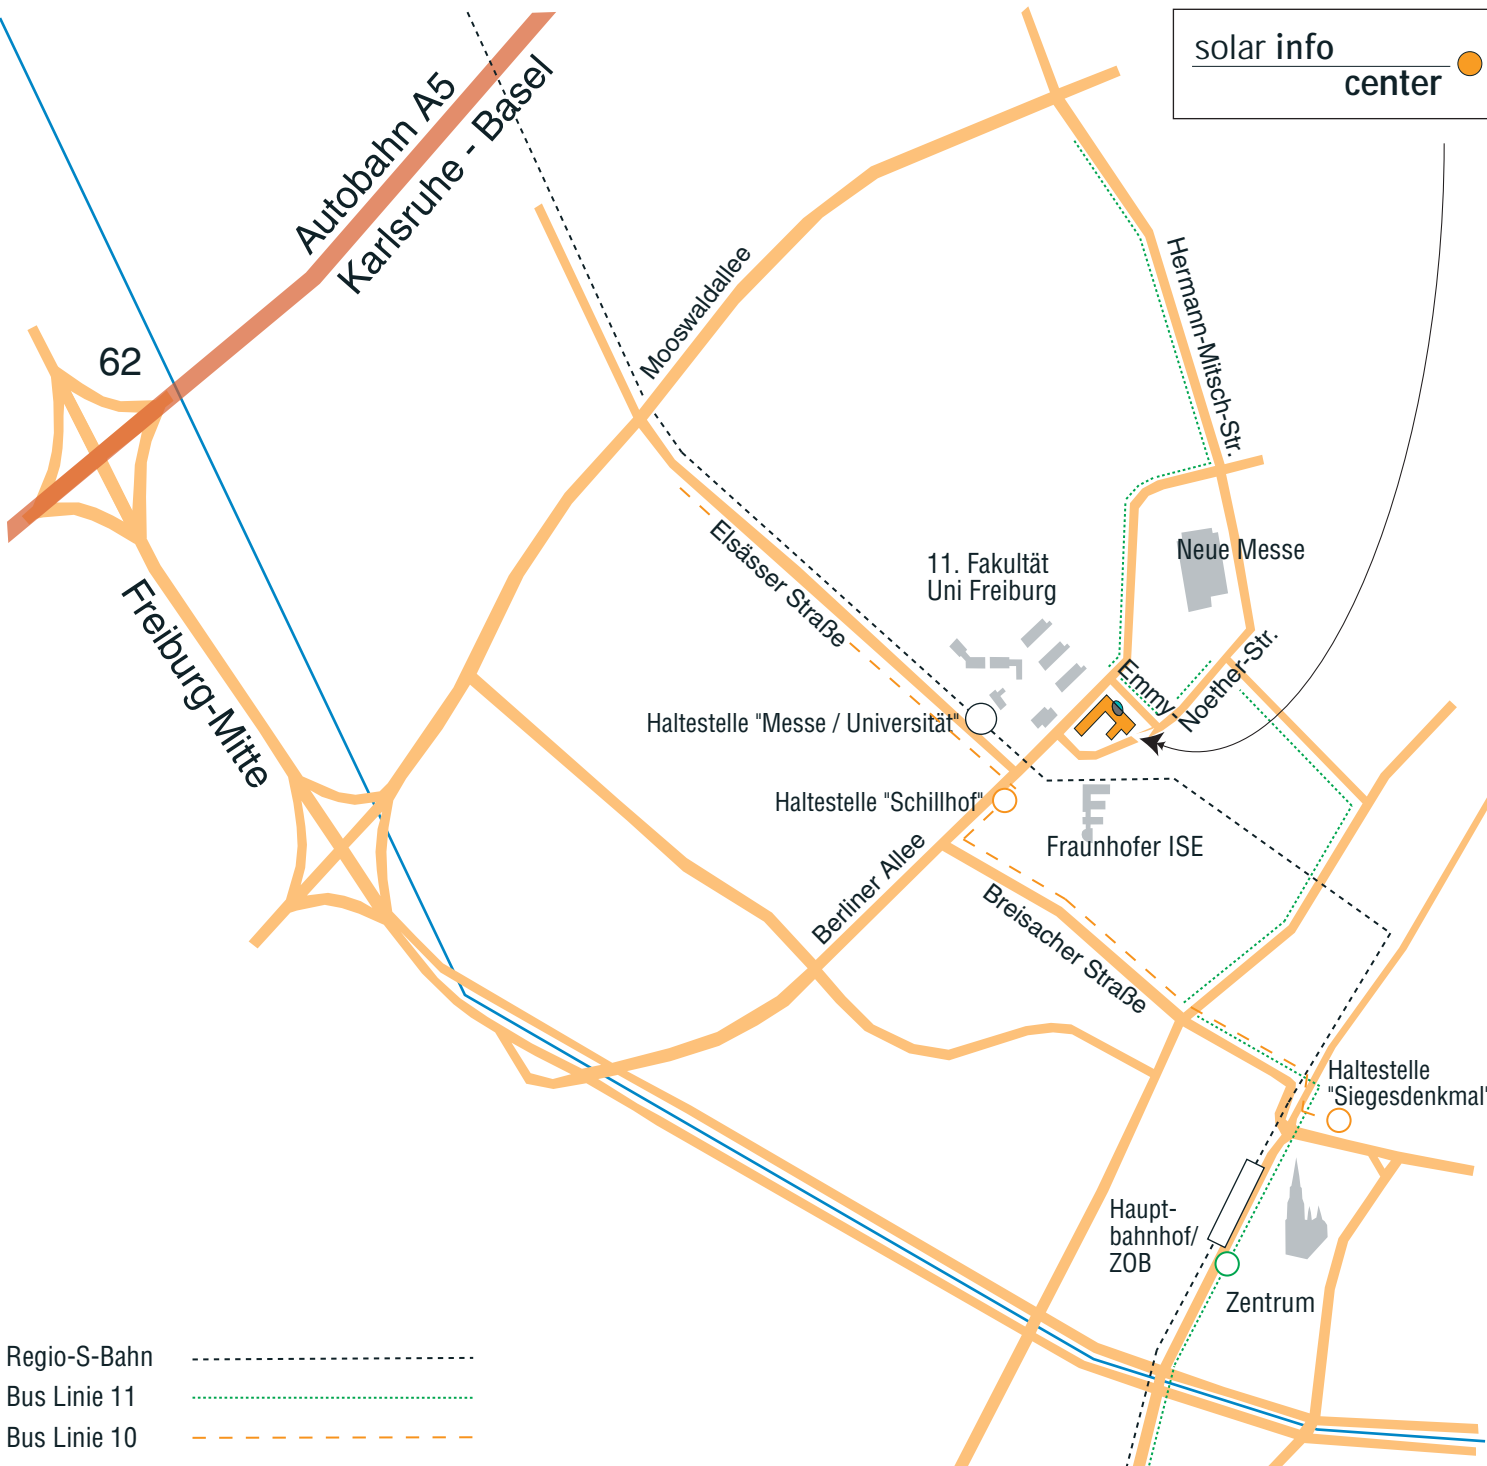 solar info
center
Autobahn A5
Karlsruhe - Basel
62
Mooswaldallee
Hermann-Mitsch-Str.
Elsässer Straße
11. Fakultät
Uni Freiburg
Neue Messe
Freiburg-Mitte
Emmy-
Noether-Str.
Haltestelle "Messe / Universität"
Haltestelle "Schillhof"
Fraunhofer ISE
Berliner Allee
Breisacher Straße
Haltestelle
"Siegesdenkmal"
Haupt-
bahnhof/
ZOB
Zentrum
Regio-S-Bahn
Bus Linie 11
Bus Linie 10